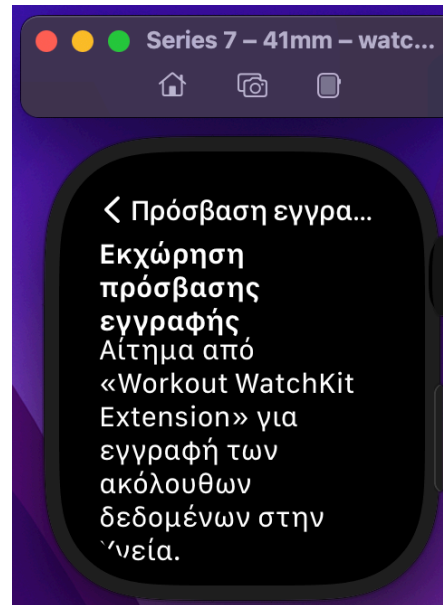 Series 7 – 41mm – watc...
Πρόσβαση εγγρα...
Εκχώρηση
πρόσβασης
εγγραφής
Αίτημα από
«Workout WatchKit
Extension» για
εγγραφή των
ακόλουθων
δεδομένων στην
Υγεία.